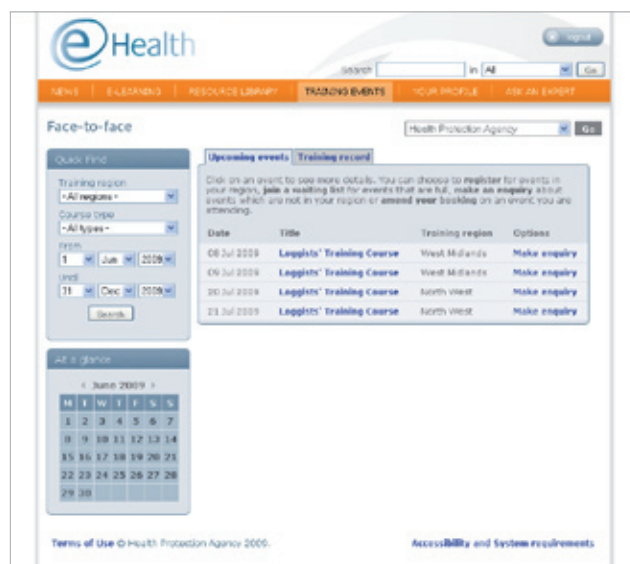 eHealth
logout
Search in All Go
NEWS E-LEARNING RESOURCE LIBRARY TRAINING EVENTS YOUR PROFILE ASK AN EXPERT
Face-to-face
Health Protection Agency Go
Quick Find
Training region
- All regions -
Course type
- All types -
From
1 Jun 2009
Until
31 Dec 2009
Search
Upcoming events Training record
Click on an event to see more details. You can choose to register for events in
your region, join a waiting list for events that are full, make an enquiry about
events which are not in your region or amend your booking on an event you are
attending.
Date Title Training region Options
08 Jul 2009 Loggists' Training Course West Midlands Make enquiry
09 Jul 2009 Loggists' Training Course West Midlands Make enquiry
20 Jul 2009 Loggists' Training Course North West Make enquiry
21 Jul 2009 Loggists' Training Course North West Make enquiry
At a glance
‹ June 2009 ›
M T W T F S S
1 2 3 4 5 6 7
8 9 10 11 12 13 14
15 16 17 18 19 20 21
22 23 24 25 26 27 28
29 30
Terms of Use © Health Protection Agency 2009. Accessibility and System requirements